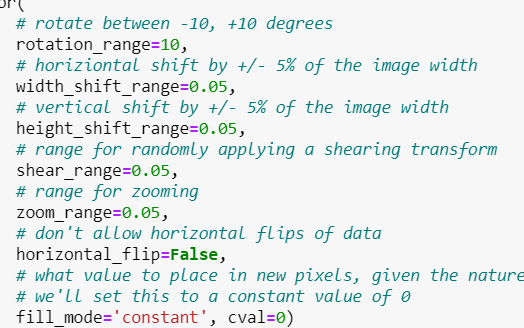 or(
# rotate between -10, +10 degrees
rotation_range=10,
# horiziontal shift by +/- 5% of the image width
width_shift_range=0.05,
# vertical shift by +/- 5% of the image width
height_shift_range=0.05,
# range for randomly applying a shearing transform
shear_range=0.05,
# range for zooming
zoom_range=0.05,
# don't allow horizontal flips of data
horizontal_flip=False,
# what value to place in new pixels, given the nature
# we'll set this to a constant value of 0
fill_mode='constant', cval=0)